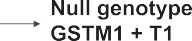 Null genotype
GSTM1 + T1